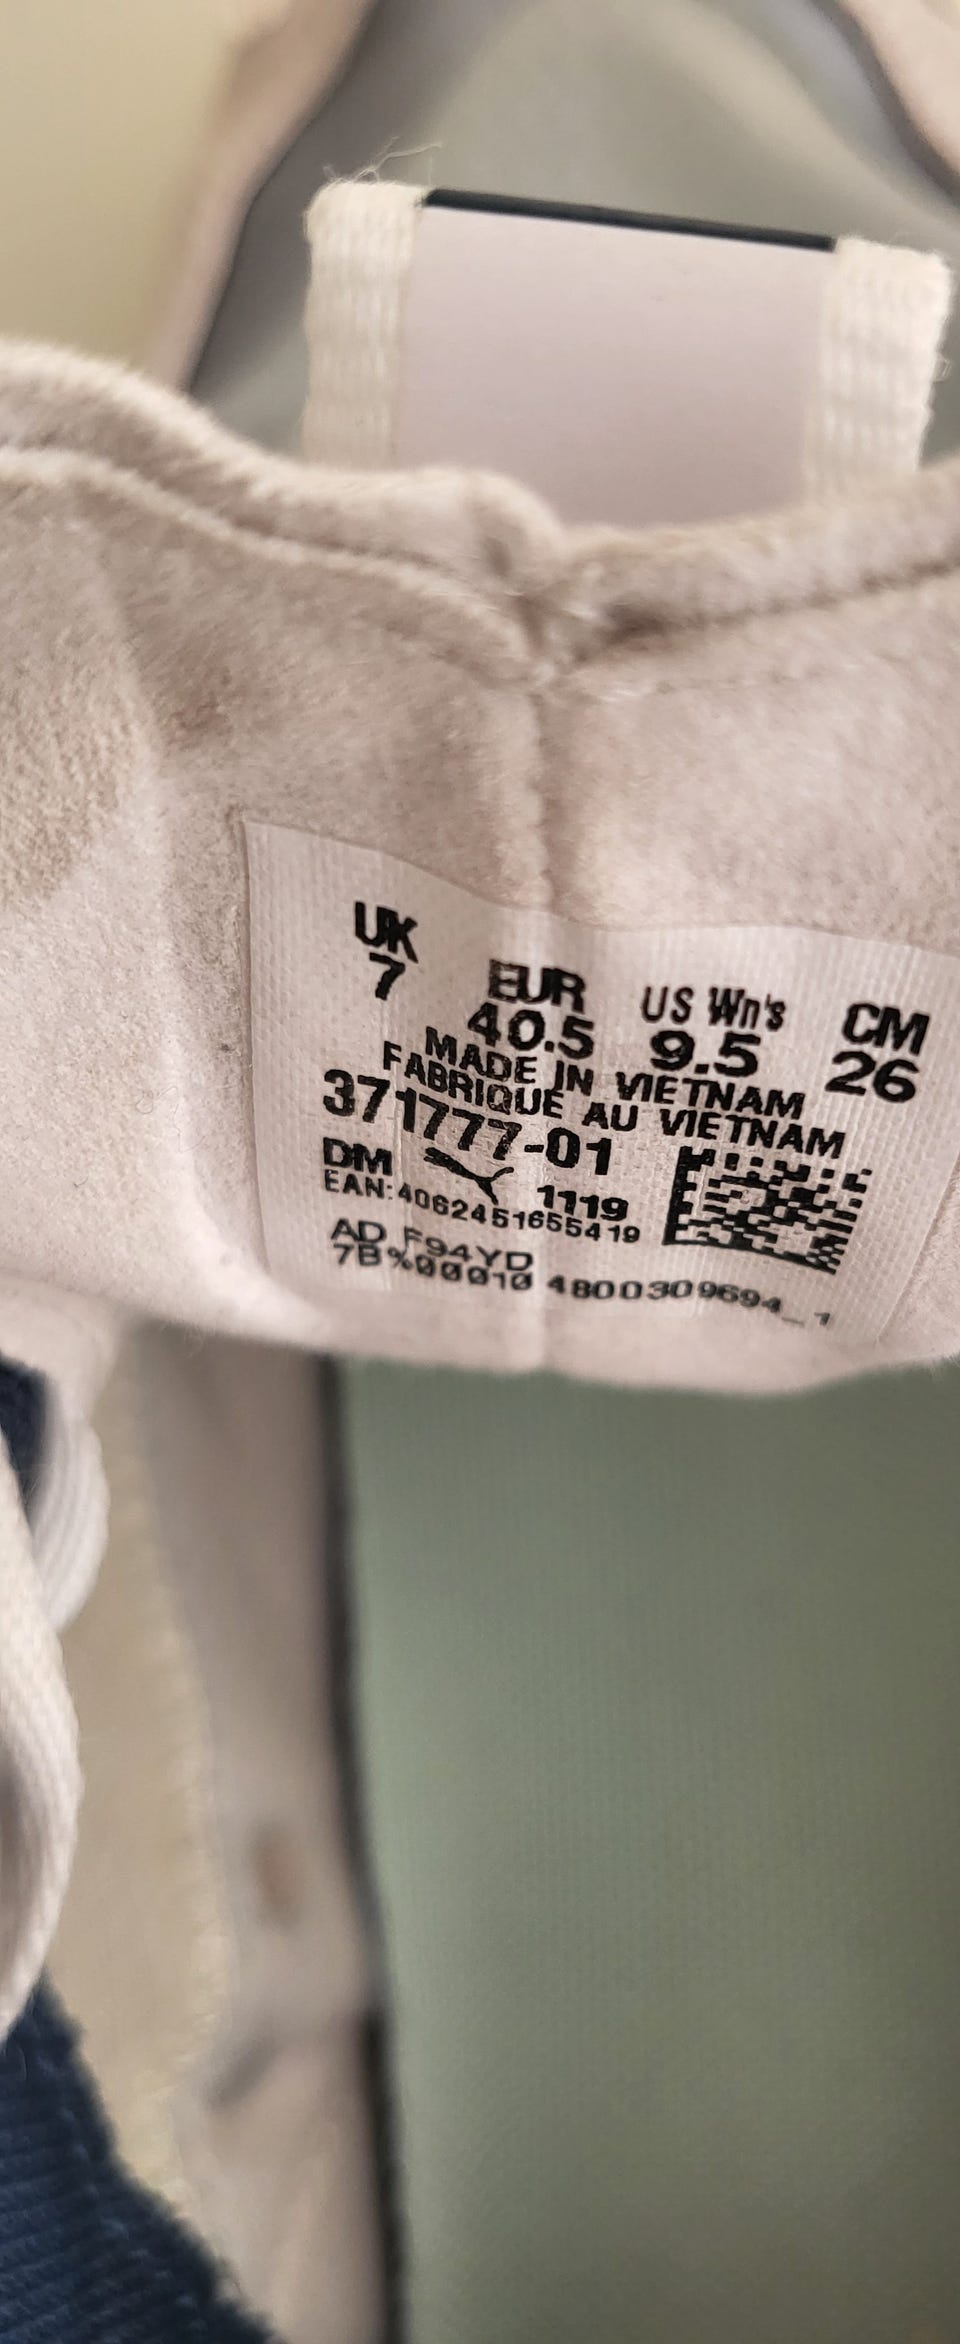 UK EUR US Wn's CM
7 40.5 9.5 26
MADE IN VIETNAM
FABRIQUE AU VIETNAM
371777-01
DM 1119
EAN:4062451655419
AD F94YD
7B%00010 4800309694_1